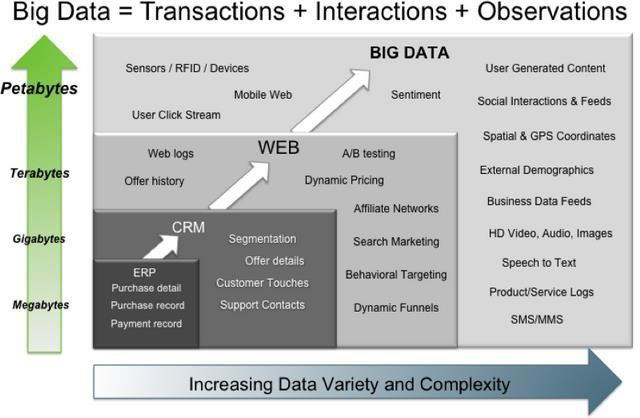 Big Data = Transactions + Interactions + Observations
BIG DATA
Sensors / RFID / Devices
User Generated Content
Petabytes
Mobile Web
Sentiment
Social Interactions & Feeds
User Click Stream
Spatial & GPS Coordinates
WEB
Web logs
A/B testing
External Demographics
Terabytes
Offer history
Dynamic Pricing
Business Data Feeds
Affiliate Networks
CRM
Gigabytes
Segmentation
Search Marketing
HD Video, Audio, Images
Offer details
Speech to Text
ERP
Behavioral Targeting
Purchase detail
Customer Touches
Product/Service Logs
Megabytes
Purchase record
Support Contacts
Dynamic Funnels
Payment record
SMS/MMS
Increasing Data Variety and Complexity